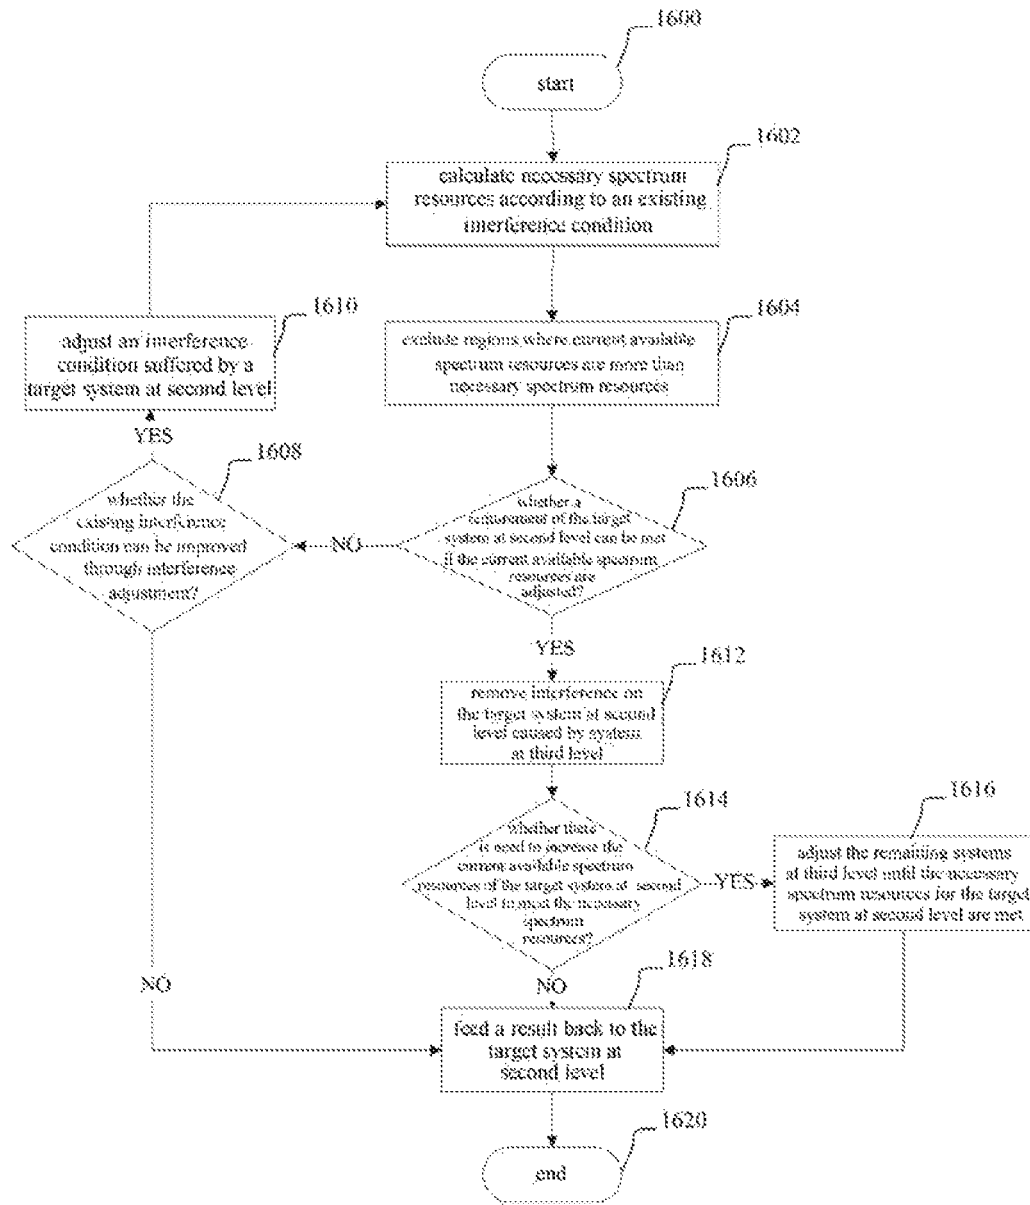 1600
start
1602
calculate necessary spectrum
resources according to an existing
interference condition
1610
adjust an interference
condition suffered by a
target system at second level
1604
exclude regions where current available
spectrum resources are more than
necessary spectrum resources
YES
1608
whether the
existing interference
condition can be improved
through interference
adjustment?
NO
1606
whether a
requirement of the target
system at second level can be met
if the current available spectrum
resources are
adjusted?
YES
1612
remove interference on
the target system at second
level caused by system
at third level
1614
whether there
is need to increase the
current available spectrum
resources of the target system at second
level to meet the necessary
spectrum
resources?
YES
1616
adjust the remaining systems
at third level until the necessary
spectrum resources for the target
system at second level are met
NO
NO
1618
feed a result back to the
target system at
second level
1620
end